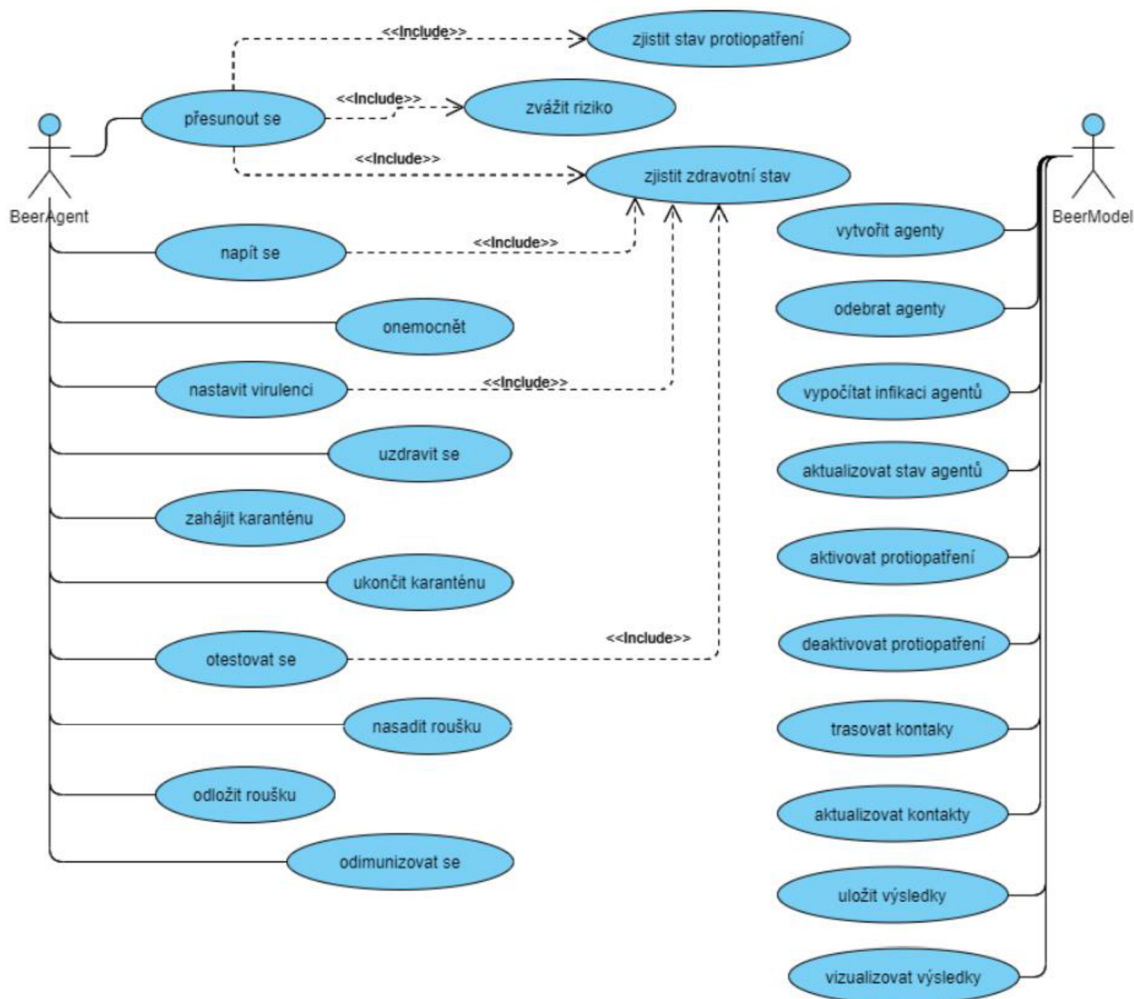 <<Include>>
zjistit stav protiopatření
<<Include>>
přesunout se
zvážit riziko
<<Include>>
zjistit zdravotní stav
BeerAgent
BeerModel
vytvořit agenty
<<Include>>
napít se
odebrat agenty
onemocnět
<<Include>>
nastavit virulenci
vypočítat infikaci agentů
uzdravit se
aktualizovat stav agentů
zahájit karanténu
aktivovat protiopatření
ukončit karanténu
<<Include>>
deaktivovat protiopatření
otestovat se
nasadit roušku
trasovat kontaky
odložit roušku
aktualizovat kontakty
odimunizovat se
uložit výsledky
vizualizovat výsledky